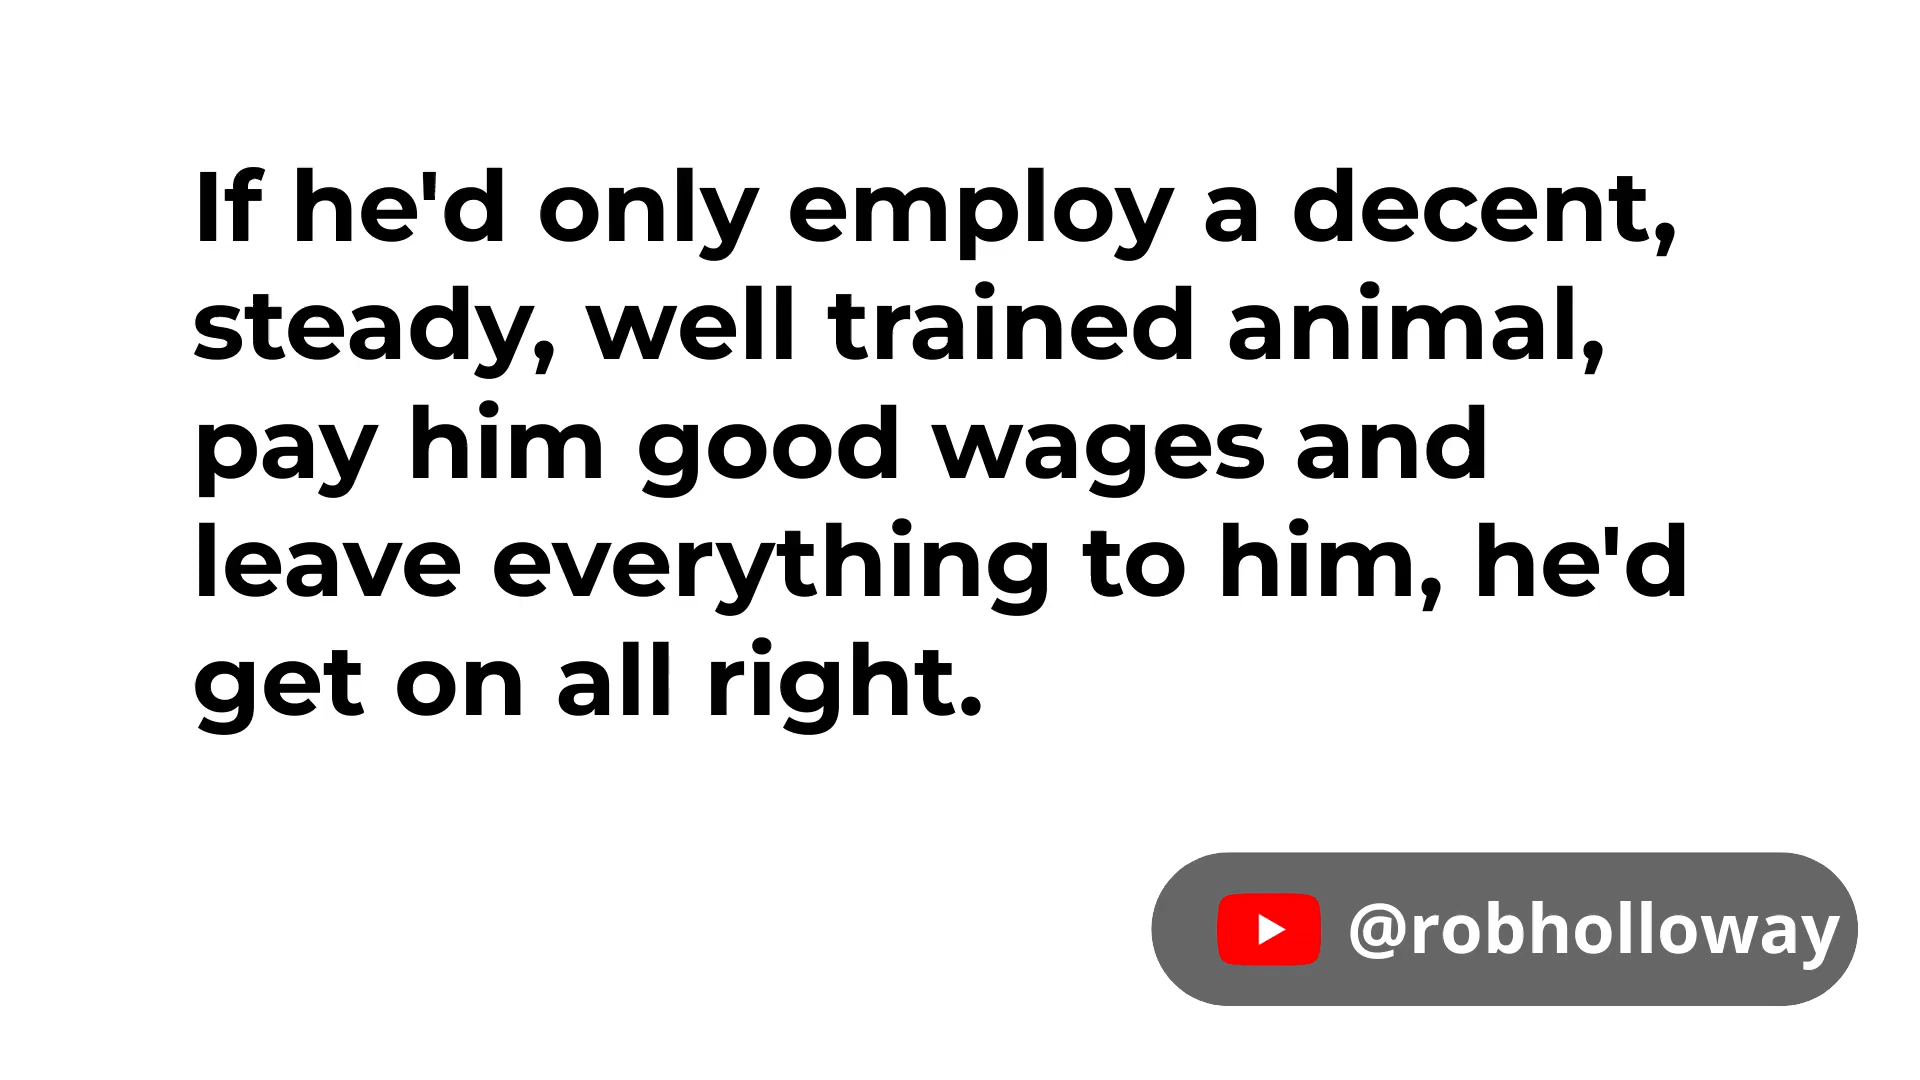 If he'd only employ a decent,
steady, well trained animal,
pay him good wages and
leave everything to him, he'd
get on all right.
@robholloway